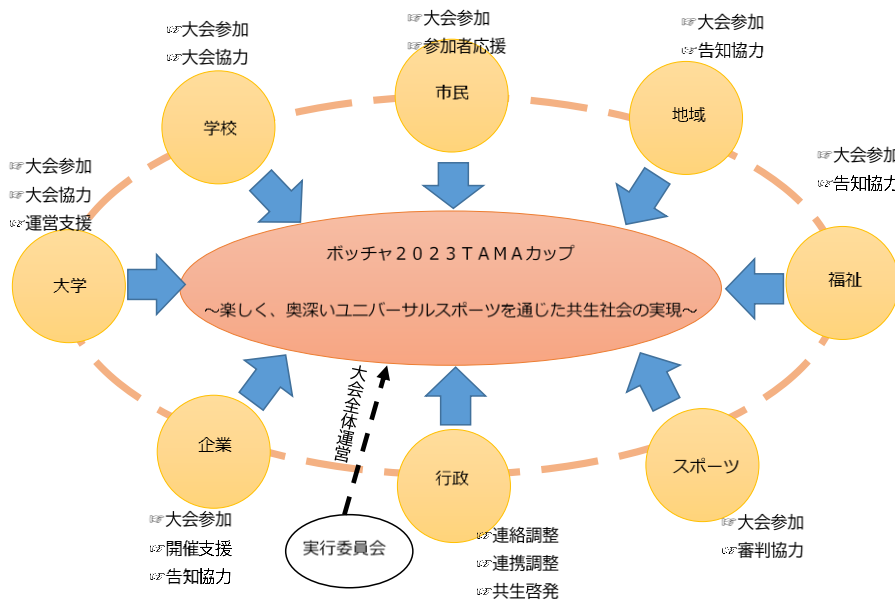 ☞大会参加
☞参加者応援
市民
☞大会参加
☞告知協力
地域
☞大会参加
☞告知協力
福祉
☞大会参加
☞大会協力
学校
☞大会参加
☞大会協力
☞運営支援
大学
ボッチャ２０２３ＴＡＭＡカップ
～楽しく、奥深いユニバーサルスポーツを通じた共生社会の実現～
大会全体運営
実行委員会
企業
☞大会参加
☞開催支援
☞告知協力
行政
☞連絡調整
☞連携調整
☞共生啓発
スポーツ
☞大会参加
☞審判協力